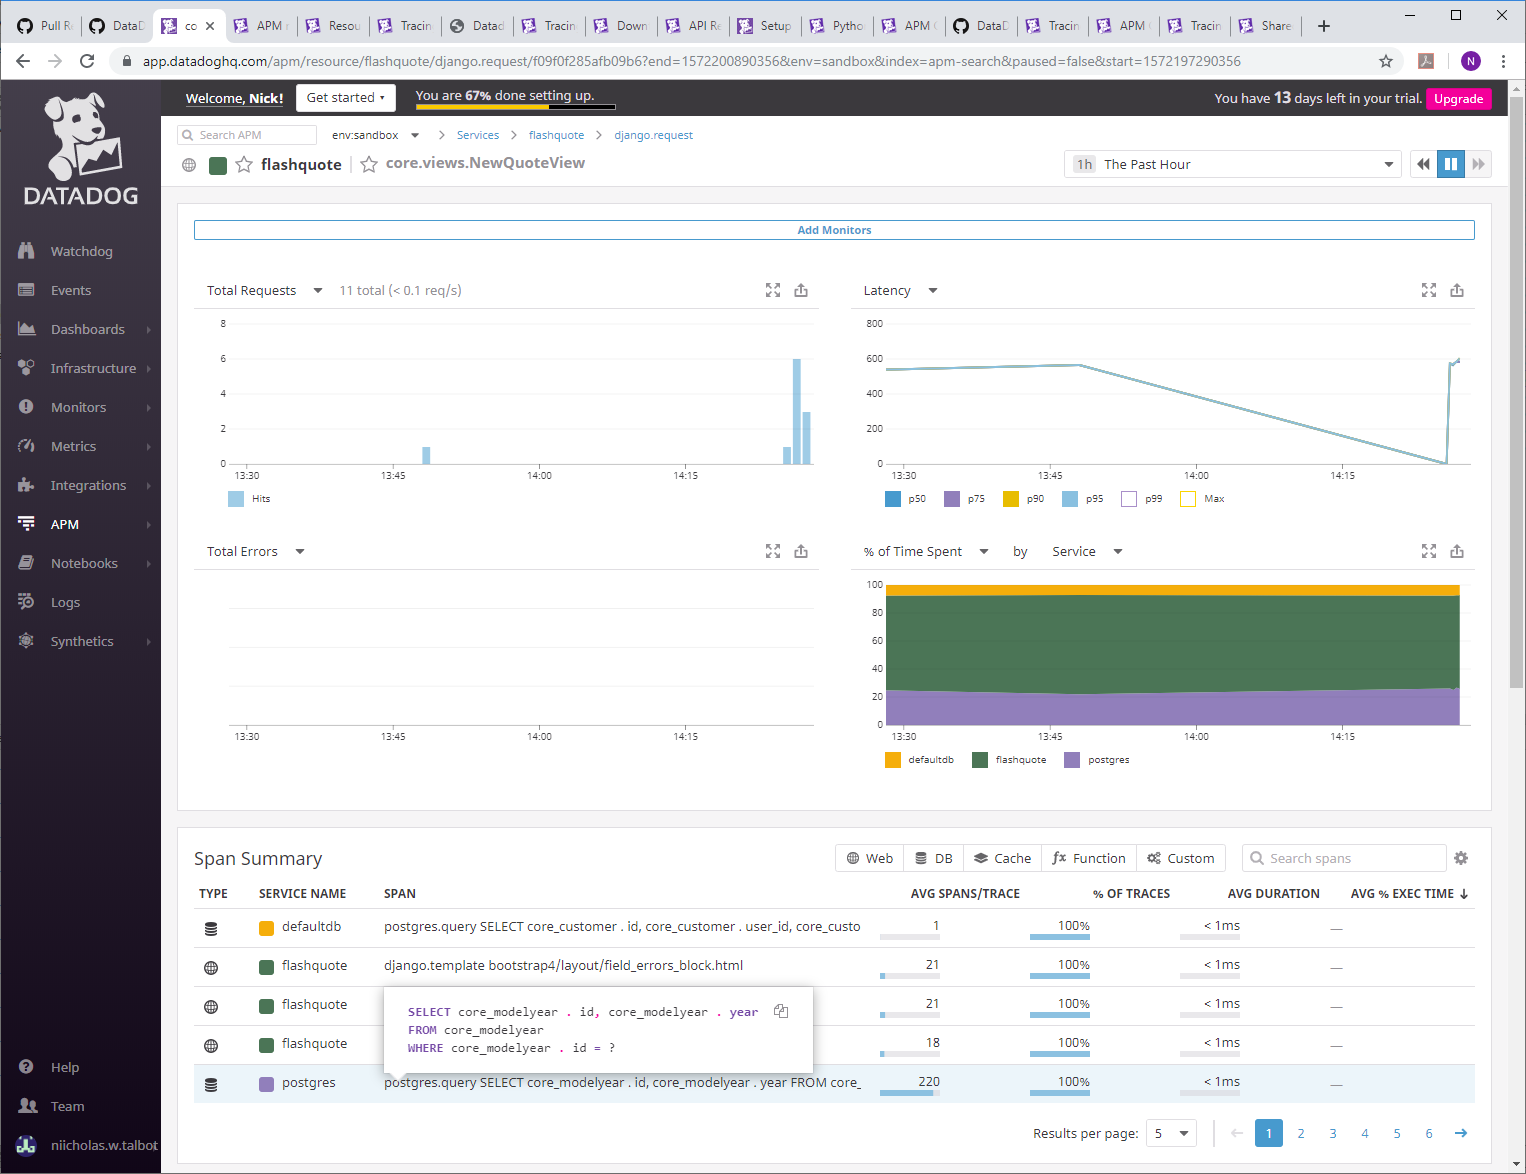 Pull Re
DataD
co
APM r
Resou
Tracin
Datad
Tracin
Down
API Re
Setup
Pytho
APM
DataD
Tracin
APM
Tracin
Share
app.datadoghq.com/apm/resource/flashquote/django.request/f09f0f285afb09b6?end=1572200890356&env=sandbox&index=apm-search&paused=false&start=1572197290356
N
Welcome, Nick!
Get started
You are 67% done setting up.
You have 13 days left in your trial.
Upgrade
DATADOG
Search APM
env:sandbox
Services
flashquote
django.request
flashquote
core.views.NewQuoteView
1h
The Past Hour
Watchdog
Events
Dashboards
Infrastructure
Monitors
Metrics
Integrations
APM
Notebooks
Logs
Synthetics
Help
Team
niicholas.w.talbot
Add Monitors
Total Requests
11 total (< 0.1 req/s)
8
6
4
2
0
13:30
13:45
14:00
14:15
Hits
Latency
800
600
400
200
0
13:30
13:45
14:00
14:15
p50
p75
p90
p95
p99
Max
Total Errors
13:30
13:45
14:00
14:15
% of Time Spent
by
Service
100
80
60
40
20
0
13:30
13:45
14:00
14:15
defaultdb
flashquote
postgres
Span Summary
Web
DB
Cache
Function
Custom
Search spans
TYPE
SERVICE NAME
SPAN
AVG SPANS/TRACE
% OF TRACES
AVG DURATION
AVG % EXEC TIME
defaultdb
postgres.query SELECT core_customer . id, core_customer . user_id, core_custo
1
100%
< 1ms
—
flashquote
django.template bootstrap4/layout/field_errors_block.html
21
100%
< 1ms
—
flashquote
21
100%
< 1ms
—
flashquote
18
100%
< 1ms
—
SELECT core_modelyear . id, core_modelyear . year
FROM core_modelyear
WHERE core_modelyear . id = ?
postgres
postgres.query SELECT core_modelyear . id, core_modelyear . year FROM core_
220
100%
< 1ms
—
Results per page:
5
1
2
3
4
5
6